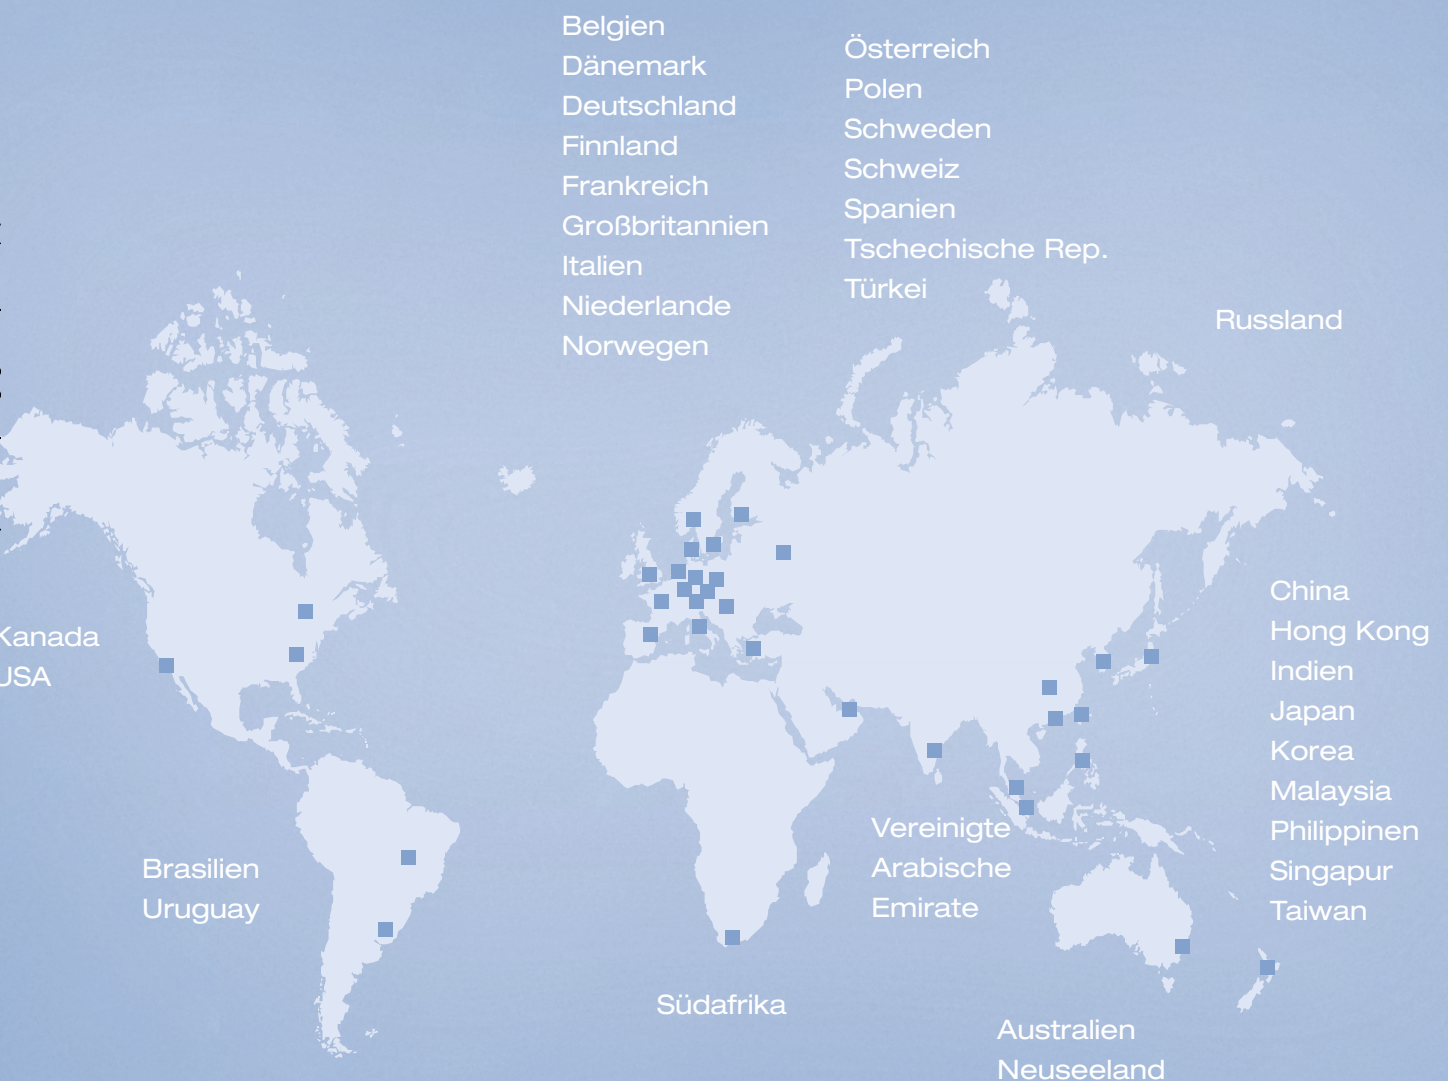 Belgien
Dänemark
Deutschland
Finnland
Frankreich
Großbritannien
Italien
Niederlande
Norwegen
Österreich
Polen
Schweden
Schweiz
Spanien
Tschechische Rep.
Türkei
Russland
Kanada
USA
China
Hong Kong
Indien
Japan
Korea
Malaysia
Philippinen
Singapur
Taiwan
Brasilien
Uruguay
Vereinigte
Arabische
Emirate
Südafrika
Australien
Neuseeland